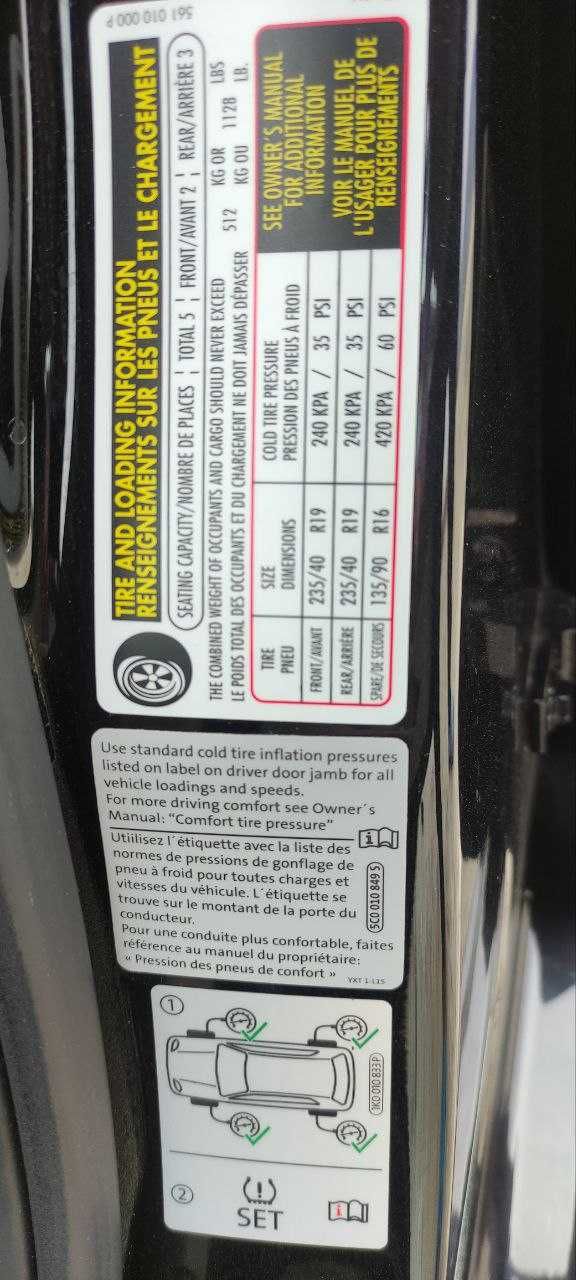 561 010 000 P
TIRE AND LOADING INFORMATION
RENSEIGNEMENTS SUR LES PNEUS ET LE CHARGEMENT
SEATING CAPACITY/NOMBRE DE PLACES ¦ TOTAL 5 ¦ FRONT/AVANT 2 ¦ REAR/ARRIÈRE 3
THE COMBINED WEIGHT OF OCCUPANTS AND CARGO SHOULD NEVER EXCEED 512 KG OR 1128 LBS
LE POIDS TOTAL DES OCCUPANTS ET DU CHARGEMENT NE DOIT JAMAIS DÉPASSER KG OU LB.
TIRE SIZE COLD TIRE PRESSURE
PNEU DIMENSIONS PRESSION DES PNEUS À FROID
FRONT/AVANT 235/40 R19 240 KPA / 35 PSI
REAR/ARRIÈRE 235/40 R19 240 KPA / 35 PSI
SPARE/DE SECOURS 135/90 R16 420 KPA / 60 PSI
SEE OWNER'S MANUAL
FOR ADDITIONAL
INFORMATION
VOIR LE MANUEL DE
L'USAGER POUR PLUS DE
RENSEIGNEMENTS
Use standard cold tire inflation pressures
listed on label on driver door jamb for all
vehicle loadings and speeds.
For more driving comfort see Owner´s
Manual: “Comfort tire pressure”
Utiilisez l´étiquette avec la liste des
normes de pressions de gonflage de
pneu à froid pour toutes charges et
vitesses du véhicule. L´étiquette se
trouve sur le montant de la porte du
conducteur.
Pour une conduite plus confortable, faites
référence au manuel du propriétaire:
« Pression des pneus de confort »
5C0 010 849 S
YXT 1-L15
1
1K0 010 833 P
2
SET